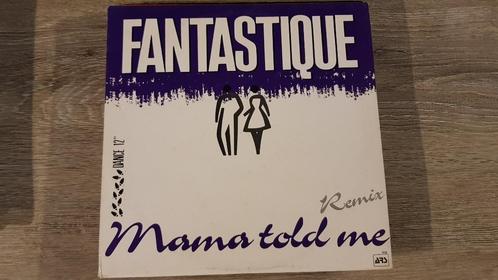 FANTASTIQUE
DANCE 12"
Remix
Mama told me
ARS